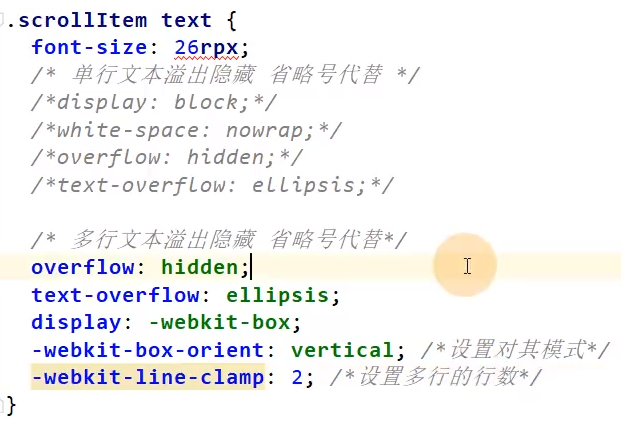 .scrollItem text {
font-size: 26rpx;
/* 单行文本溢出隐藏 省略号代替 */
/*display: block;*/
/*white-space: nowrap;*/
/*overflow: hidden;*/
/*text-overflow: ellipsis;*/
/* 多行文本溢出隐藏 省略号代替*/
overflow: hidden;
text-overflow: ellipsis;
display: -webkit-box;
-webkit-box-orient: vertical; /*设置对其模式*/
-webkit-line-clamp: 2; /*设置多行的行数*/
}